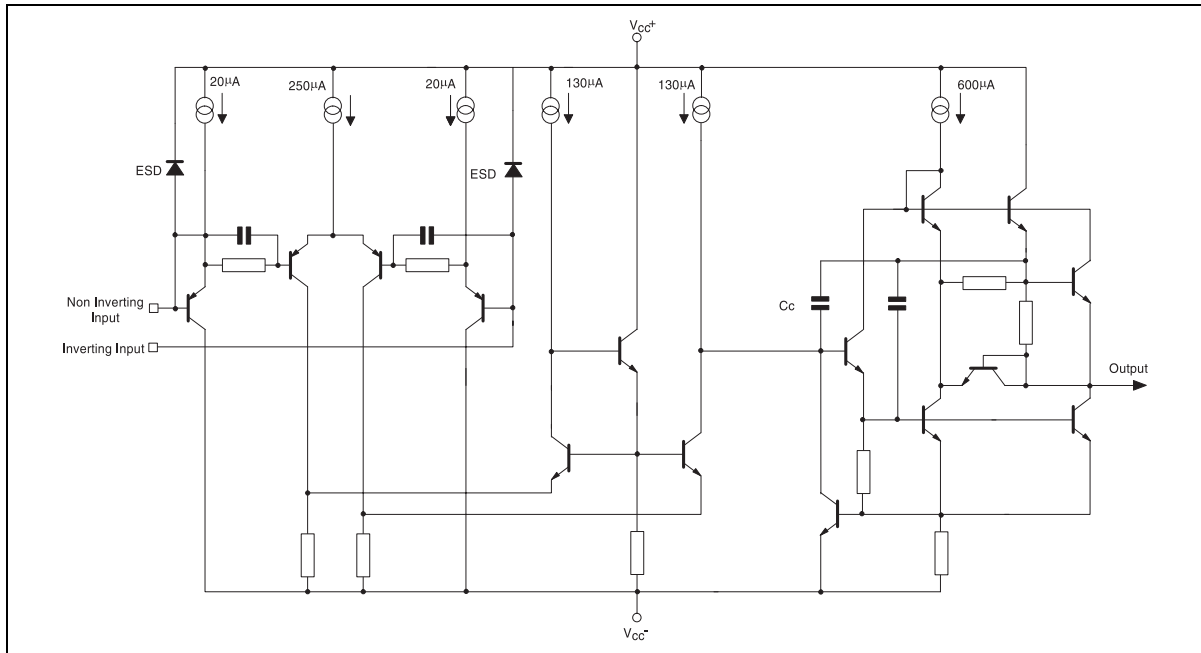 Vcc+
20µA
250µA
20µA
130µA
130µA
600µA
ESD
ESD
Non Inverting
Input
Inverting Input
Cc
Output
Vcc-